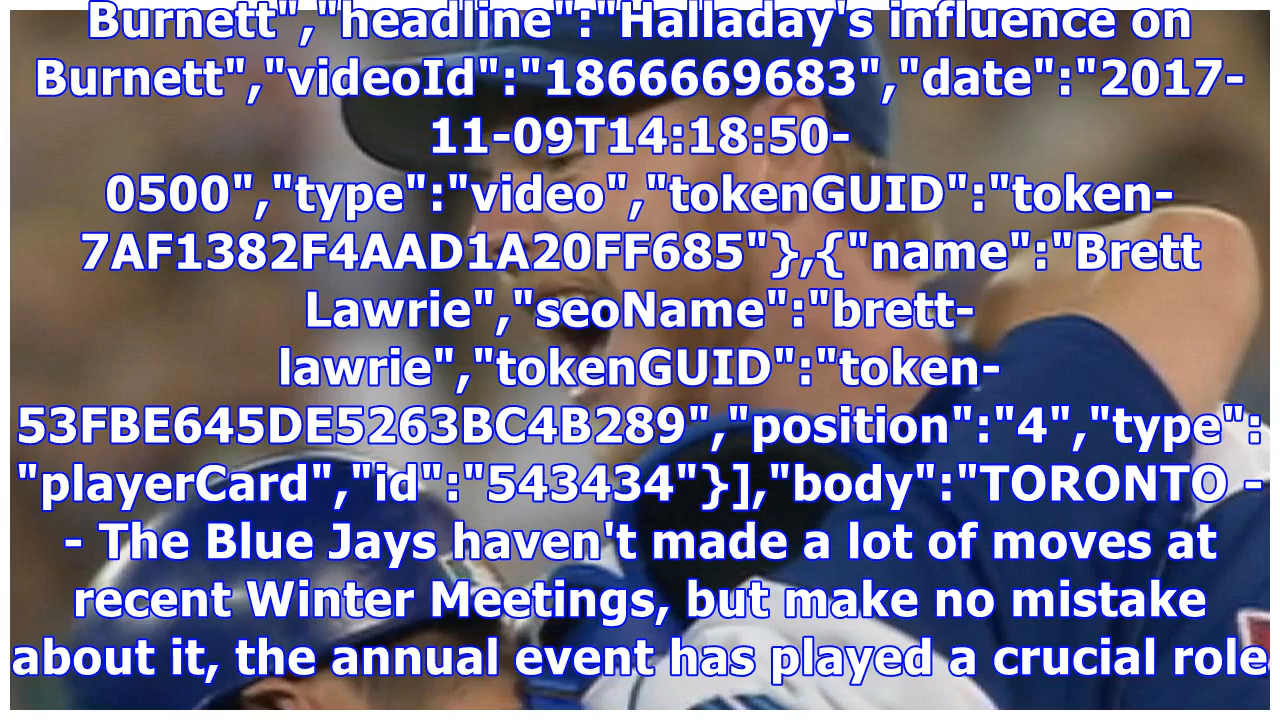 Burnett","headline":"Halladay's influence on
Burnett","videoId":"1866669683","date":"2017-
11-09T14:18:50-
0500","type":"video","tokenGUID":"token-
7AF1382F4AAD1A20FF685"},{"name":"Brett
Lawrie","seoName":"brett-
lawrie","tokenGUID":"token-
53FBE645DE5263BC4B289","position":"4","type":
"playerCard","id":"543434"}],"body":"TORONTO -
- The Blue Jays haven't made a lot of moves at
recent Winter Meetings, but make no mistake
about it, the annual event has played a crucial role